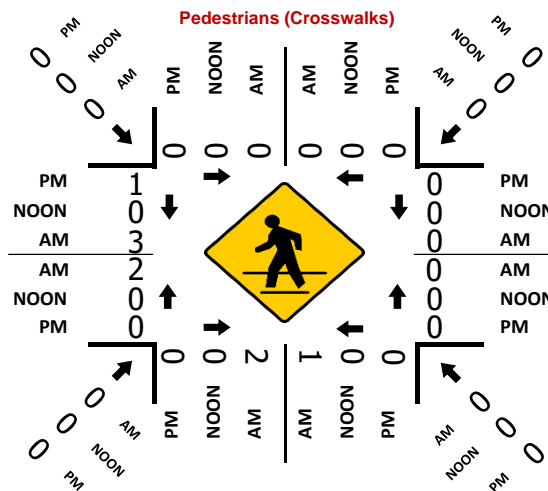 Pedestrians (Crosswalks)
0 0 0
PM NOON AM
PM NOON AM AM NOON PM
PM NOON AM
0 0 0
0 0 0 0 0 0
PM 1 0 PM
NOON 0 0 NOON
AM 3 0 AM
AM 2 0 AM
NOON 0 0 NOON
PM 0 0 PM
0 0 2 1 0 0
0 0 0
AM NOON PM
PM NOON AM AM NOON PM
AM NOON PM
0 0 0